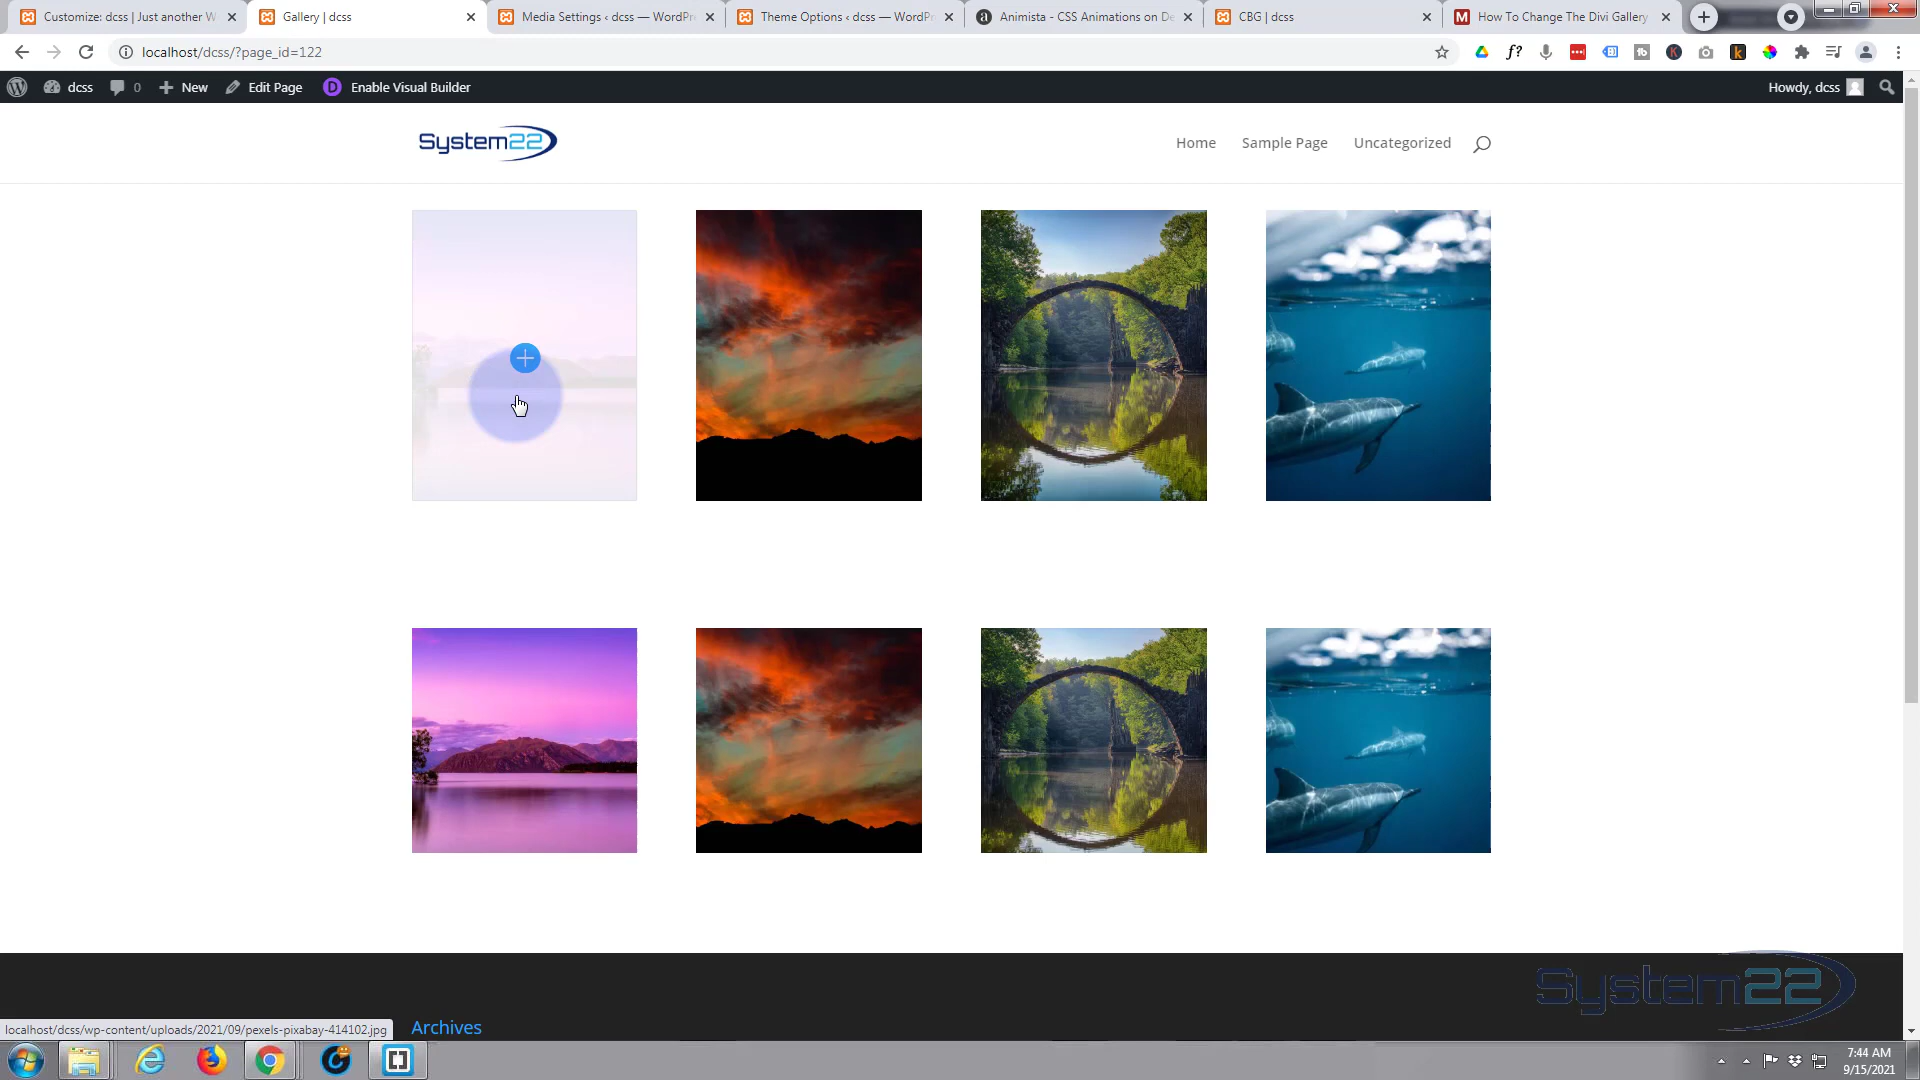 Customize: dcss | Just another W
Gallery | dcss
Media Settings ‹ dcss — WordPr
Theme Options ‹ dcss — WordPr
Animista - CSS Animations on De
CBG | dcss
How To Change The Divi Gallery
localhost/dcss/?page_id=122
dcss
0
New
Edit Page
Enable Visual Builder
Howdy, dcss
System22
Home
Sample Page
Uncategorized
System22
localhost/dcss/wp-content/uploads/2021/09/pexels-pixabay-414102.jpg
Archives
7:44 AM
9/15/2021